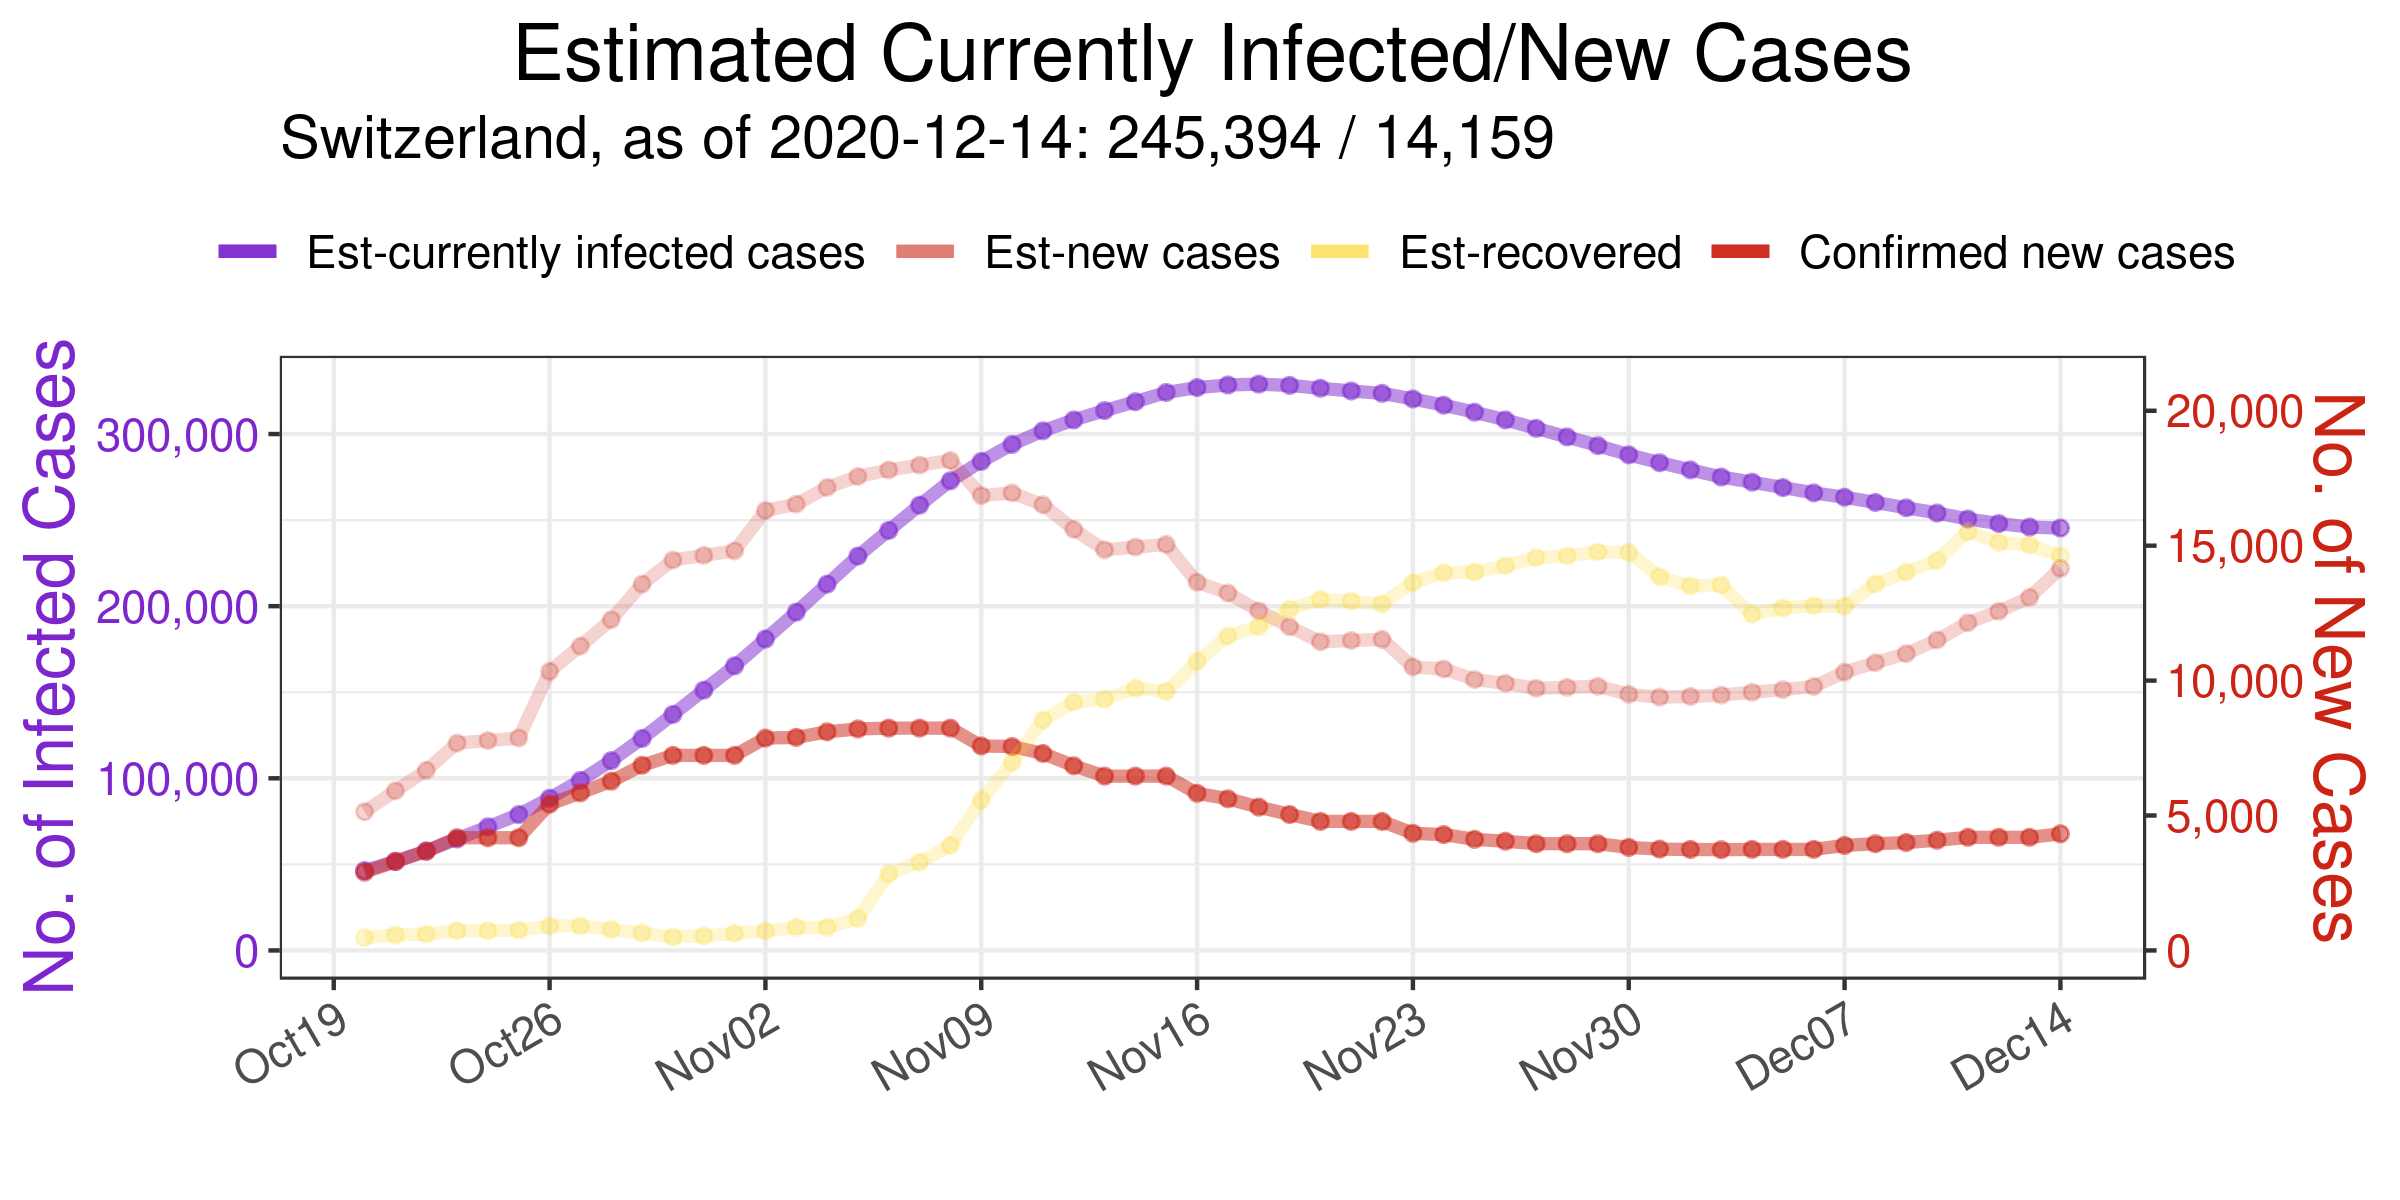 Estimated Currently Infected/New Cases
Switzerland, as of 2020-12-14: 245,394 / 14,159
Est-currently infected cases Est-new cases Est-recovered Confirmed new cases
No. of Infected Cases
300,000
200,000
100,000
0
20,000
15,000
10,000
5,000
0
No. of New Cases
Oct19 Oct26 Nov02 Nov09 Nov16 Nov23 Nov30 Dec07 Dec14